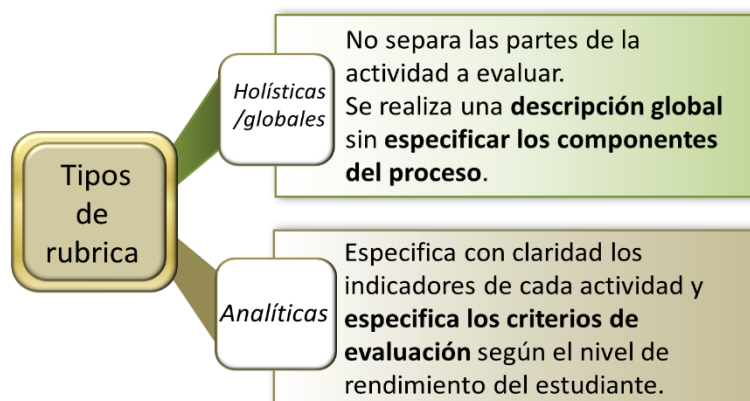 Tipos
de
rubrica
Holísticas
/globales
No separa las partes de la
actividad a evaluar.
Se realiza una descripción global
sin especificar los componentes
del proceso.
Analíticas
Especifica con claridad los
indicadores de cada actividad y
especifica los criterios de
evaluación según el nivel de
rendimiento del estudiante.